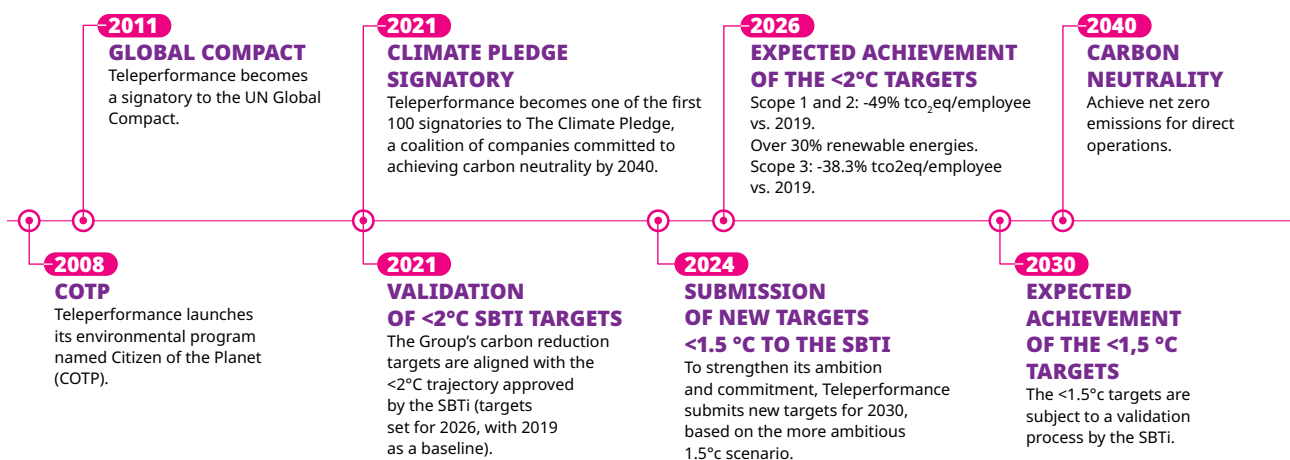 2011
GLOBAL COMPACT
Teleperformance becomes
a signatory to the UN Global
Compact.
2021
CLIMATE PLEDGE
SIGNATORY
Teleperformance becomes one of the first
100 signatories to The Climate Pledge,
a coalition of companies committed to
achieving carbon neutrality by 2040.
2026
EXPECTED ACHIEVEMENT
OF THE <2°C TARGETS
Scope 1 and 2: -49% tco₂eq/employee
vs. 2019.
Over 30% renewable energies.
Scope 3: -38.3% tco2eq/employee
vs. 2019.
2040
CARBON
NEUTRALITY
Achieve net zero
emissions for direct
operations.
2008
COTP
Teleperformance launches
its environmental program
named Citizen of the Planet
(COTP).
2021
VALIDATION
OF <2°C SBTI TARGETS
The Group's carbon reduction
targets are aligned with the
<2°C trajectory approved
by the SBTi (targets
set for 2026, with 2019
as a baseline).
2024
SUBMISSION
OF NEW TARGETS
<1.5 °C TO THE SBTI
To strengthen its ambition
and commitment, Teleperformance
submits new targets for 2030,
based on the more ambitious
1.5°c scenario.
2030
EXPECTED
ACHIEVEMENT
OF THE <1,5 °C
TARGETS
The <1.5°c targets are
subject to a validation
process by the SBTi.